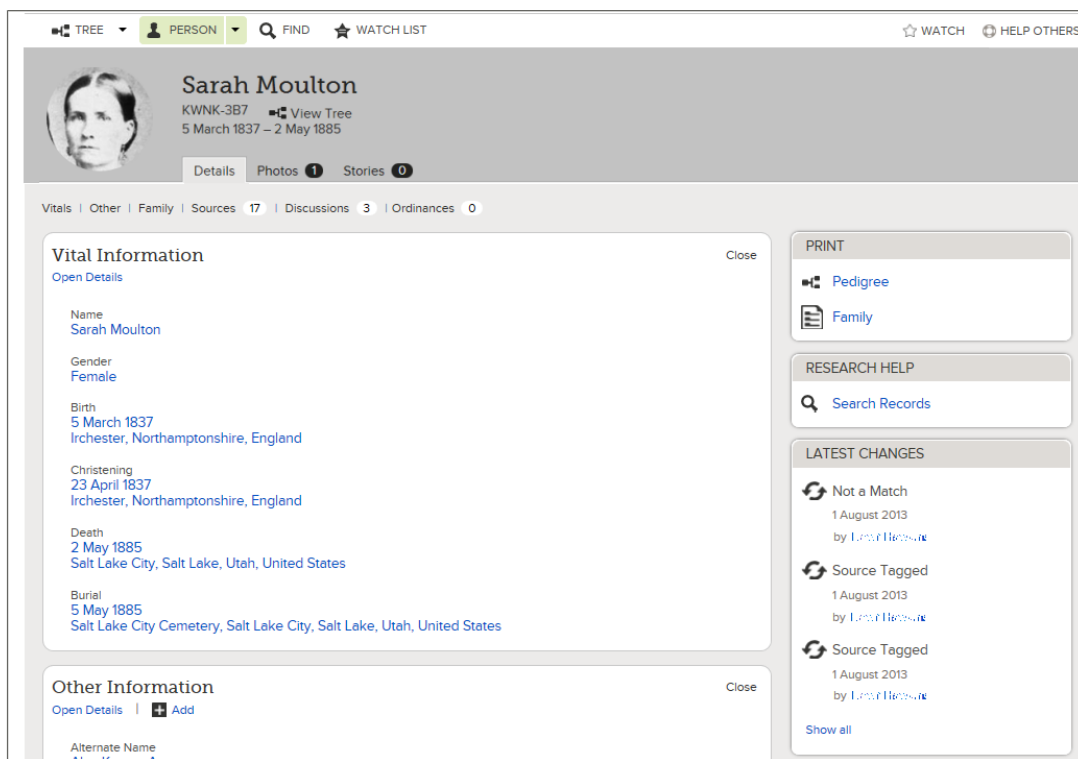 TREE PERSON FIND WATCH LIST WATCH HELP OTHERS
Sarah Moulton
KWNK-3B7 View Tree
5 March 1837 – 2 May 1885
Details Photos 1 Stories 0
Vitals | Other | Family | Sources 17 | Discussions 3 | Ordinances 0
Vital Information Close
Open Details
Name
Sarah Moulton
Gender
Female
Birth
5 March 1837
Irchester, Northamptonshire, England
Christening
23 April 1837
Irchester, Northamptonshire, England
Death
2 May 1885
Salt Lake City, Salt Lake, Utah, United States
Burial
5 May 1885
Salt Lake City Cemetery, Salt Lake City, Salt Lake, Utah, United States
Other Information Close
Open Details | Add
Alternate Name
PRINT
Pedigree
Family
RESEARCH HELP
Search Records
LATEST CHANGES
Not a Match
1 August 2013
by
Source Tagged
1 August 2013
by
Source Tagged
1 August 2013
by
Show all